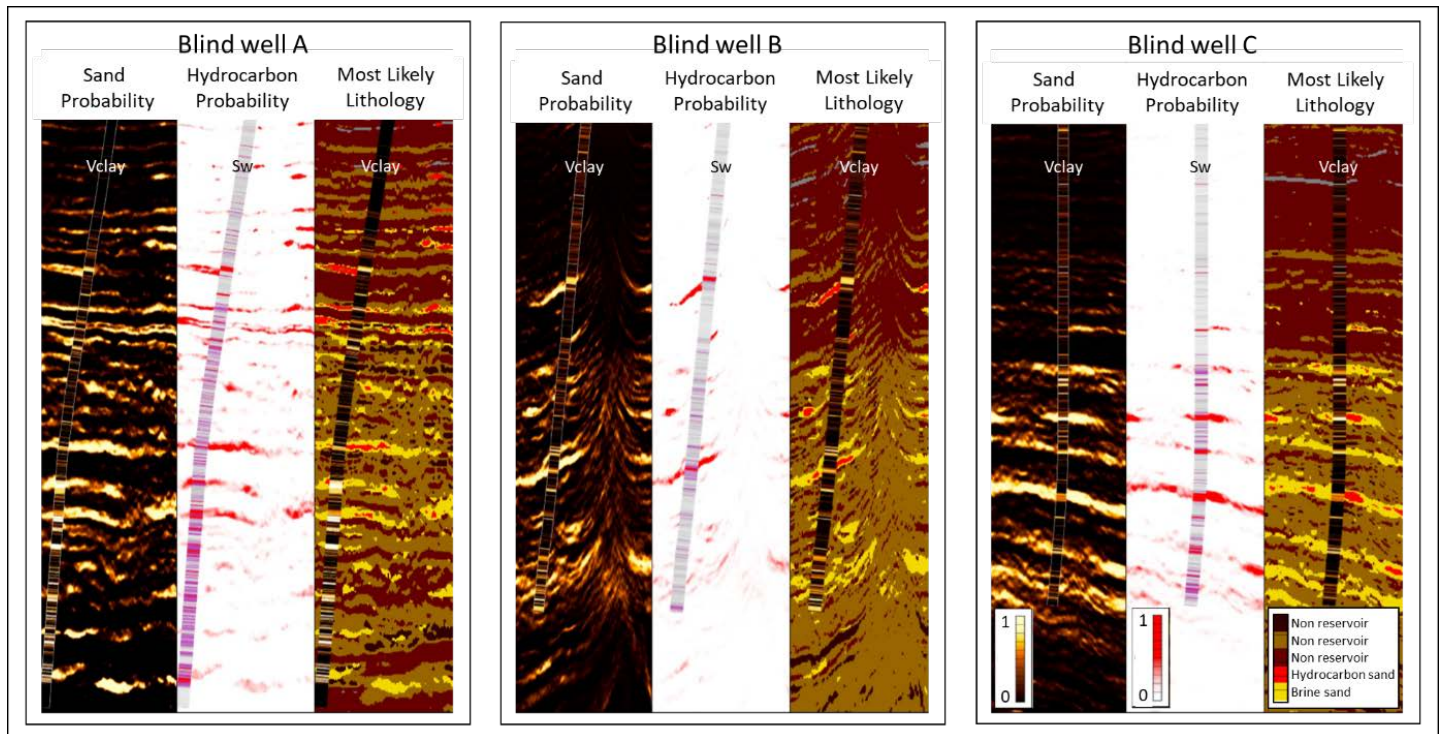 Blind well A
Sand
Probability
Hydrocarbon
Probability
Most Likely
Lithology
Vclay
Sw
Vclay
Blind well B
Sand
Probability
Hydrocarbon
Probability
Most Likely
Lithology
Vclay
Sw
Vclay
Blind well C
Sand
Probability
Hydrocarbon
Probability
Most Likely
Lithology
Vclay
Sw
Vclay
1
0
1
0
Non reservoir
Non reservoir
Non reservoir
Hydrocarbon sand
Brine sand